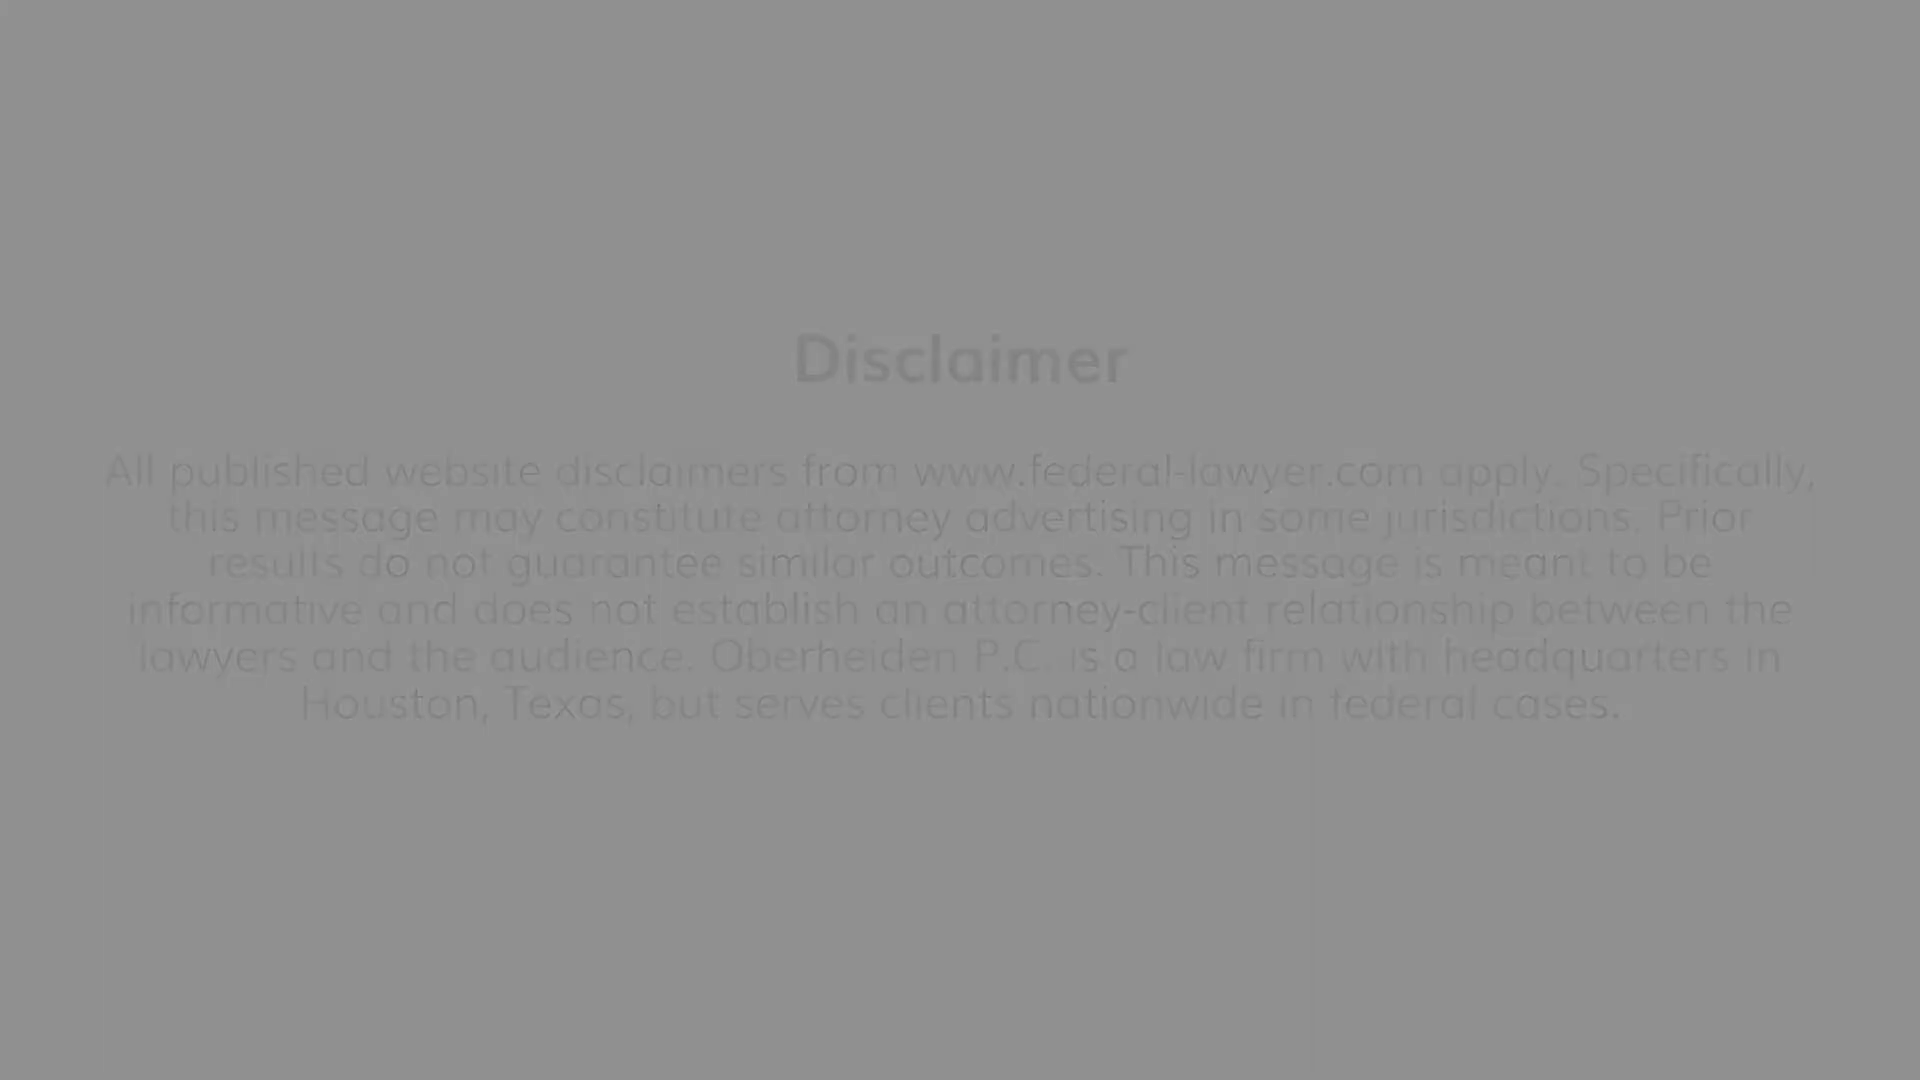 Disclaimer
All published website disclaimers from www.federal-lawyer.com apply. Specifically,
this message may constitute attorney advertising in some jurisdictions. Prior
results do not guarantee similar outcomes. This message is meant to be
informative and does not establish an attorney-client relationship between the
lawyers and the audience. Oberheiden P.C. is a law firm with headquarters in
Houston, Texas, but serves clients nationwide in federal cases.